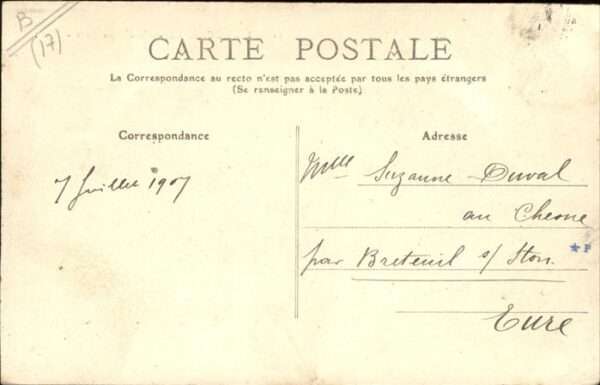 B
(17)
CARTE POSTALE
La Correspondance au recto n'est pas acceptée par tous les pays étrangers
(Se renseigner à la Poste)
Correspondance
Adresse
7 Juillet 1907
Mlle Suzanne Duval
au Chesne
par Breteuil s/ Iton
★F
Eure